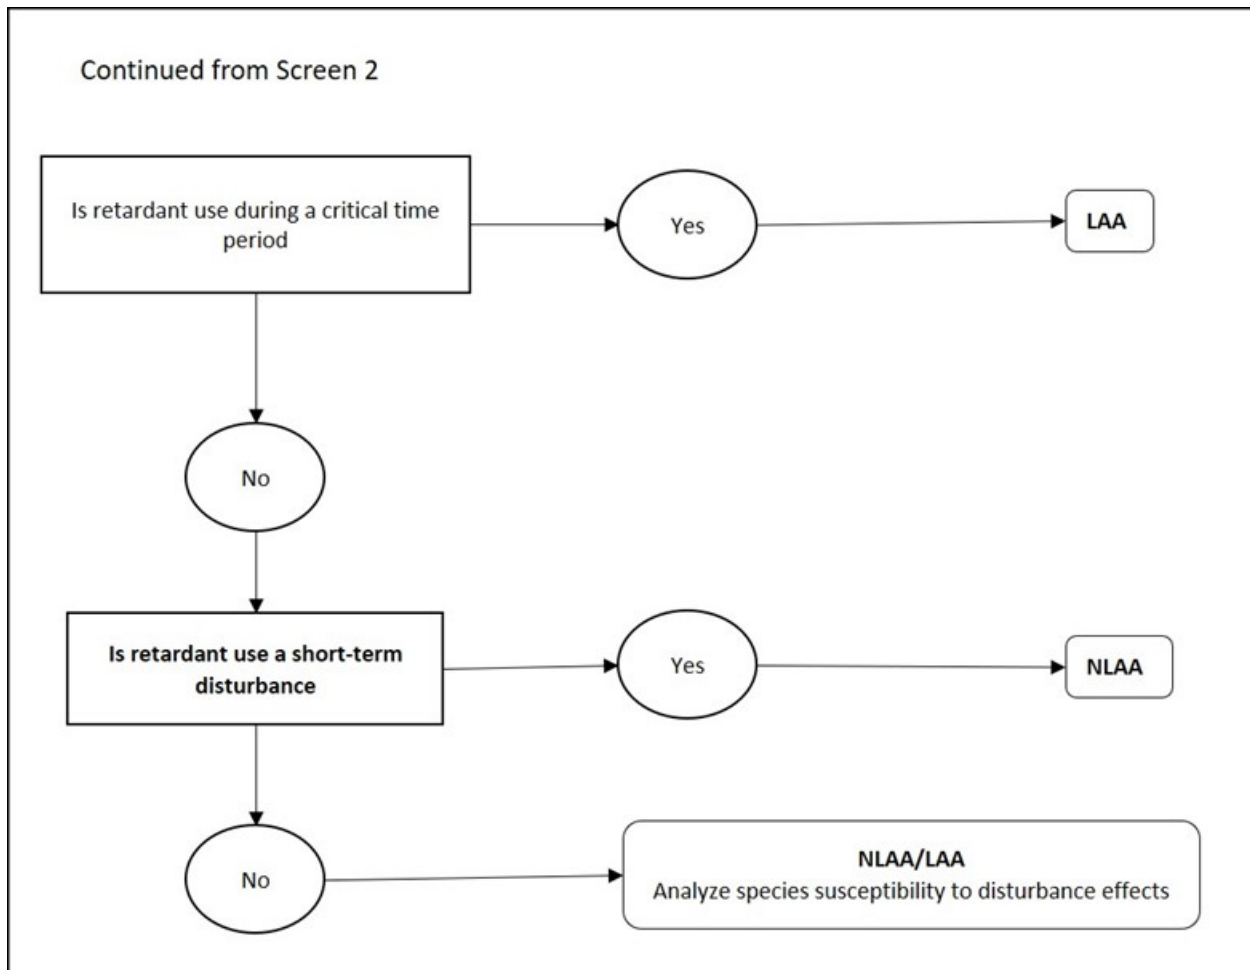 Continued from Screen 2
Is retardant use during a critical time
period
Yes
LAA
No
Is retardant use a short-term
disturbance
Yes
NLAA
No
NLAA/LAA
Analyze species susceptibility to disturbance effects